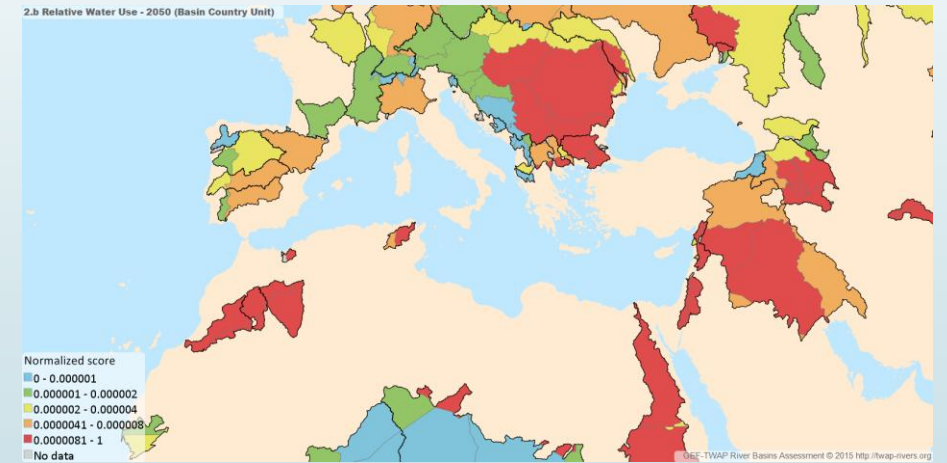 2.b Relative Water Use - 2050 (Basin Country Unit)
Normalized score
0 - 0.000001
0.000001 - 0.000002
0.000002 - 0.000004
0.0000041 - 0.000008
0.0000081 - 1
No data
GEF-TWAP River Basins Assessment © 2015 http://twap-rivers.org